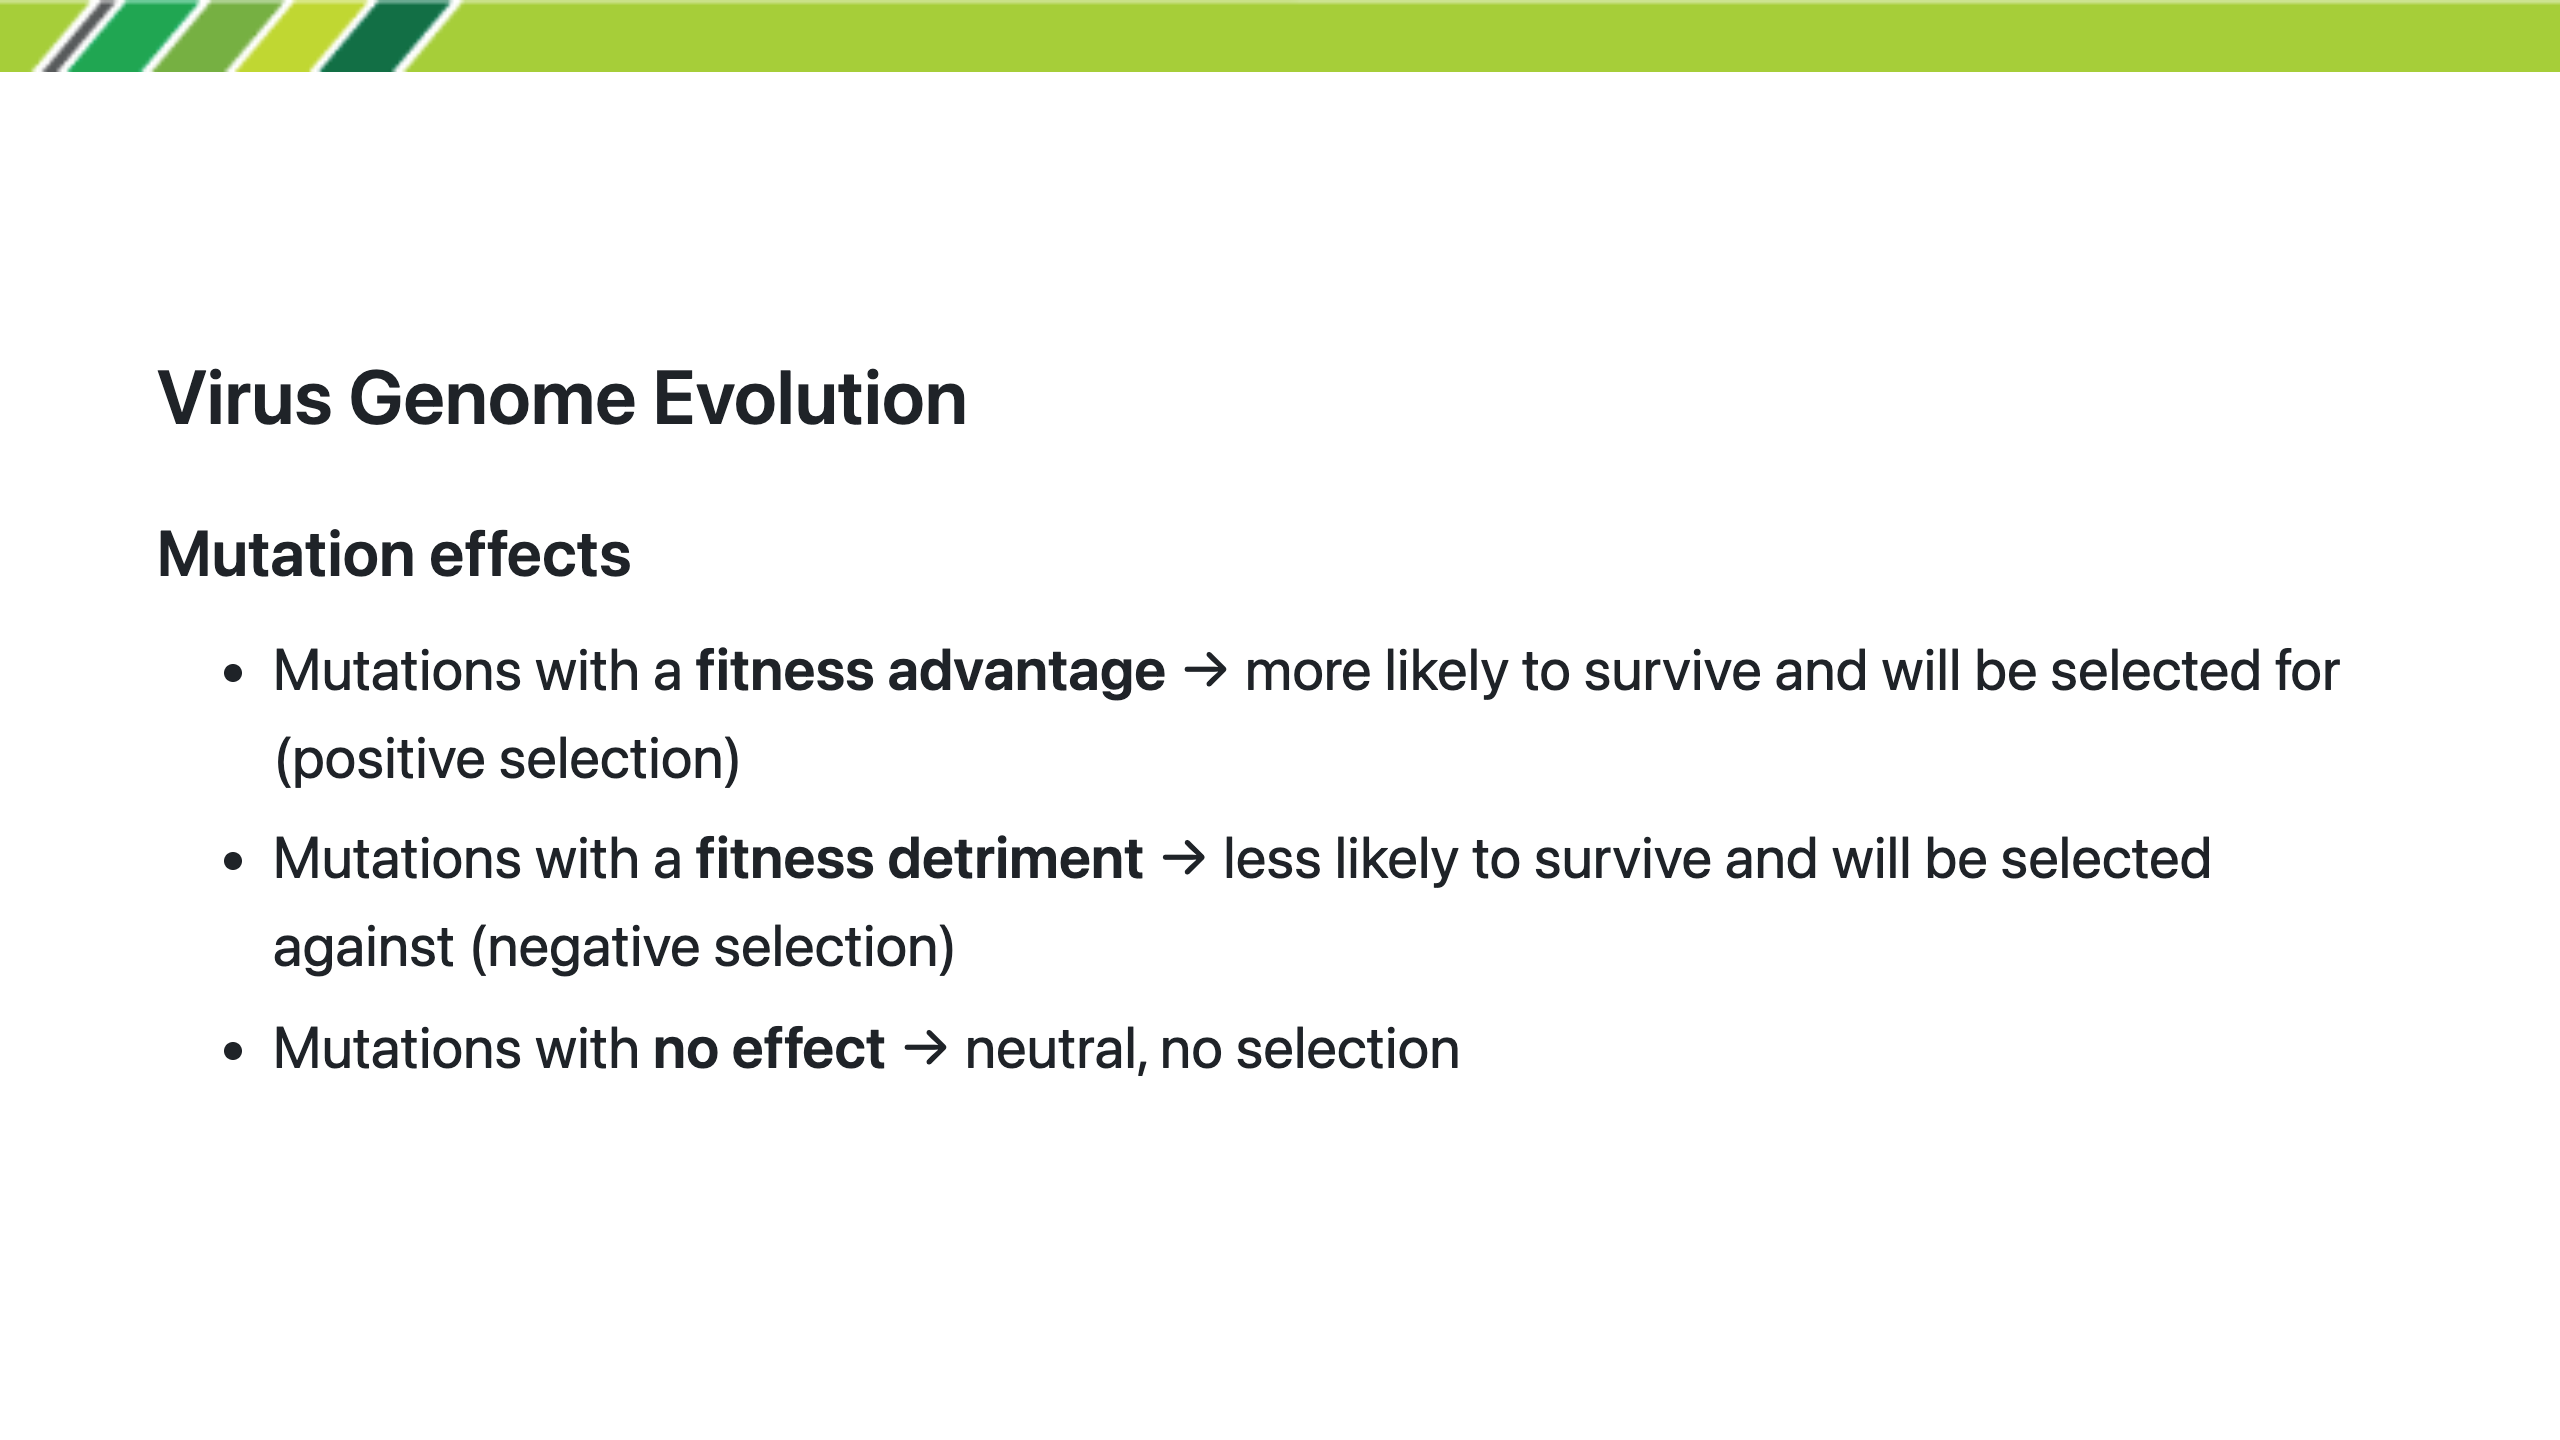 Virus Genome Evolution
Mutation effects
• Mutations with a fitness advantage → more likely to survive and will be selected for
(positive selection)
• Mutations with a fitness detriment → less likely to survive and will be selected
against (negative selection)
• Mutations with no effect → neutral, no selection